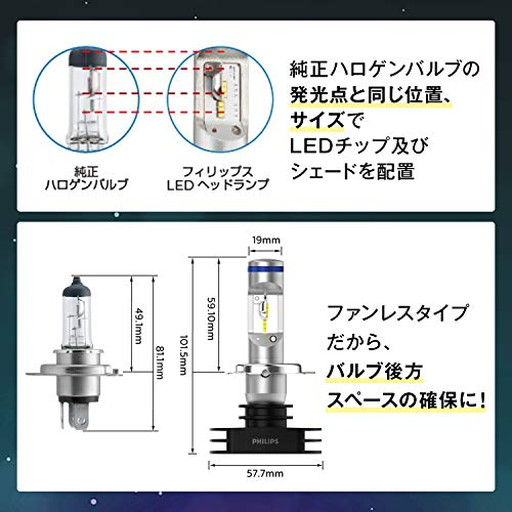 純正
ハロゲンバルブ
フィリップス
LEDヘッドランプ
純正ハロゲンバルブの
発光点と同じ位置、
サイズで
LEDチップ及び
シェードを配置
19mm
49.1mm
81.1mm
59.10mm
101.5mm
PHILIPS
57.7mm
ファンレスタイプ
だから、
バルブ後方
スペースの確保に!